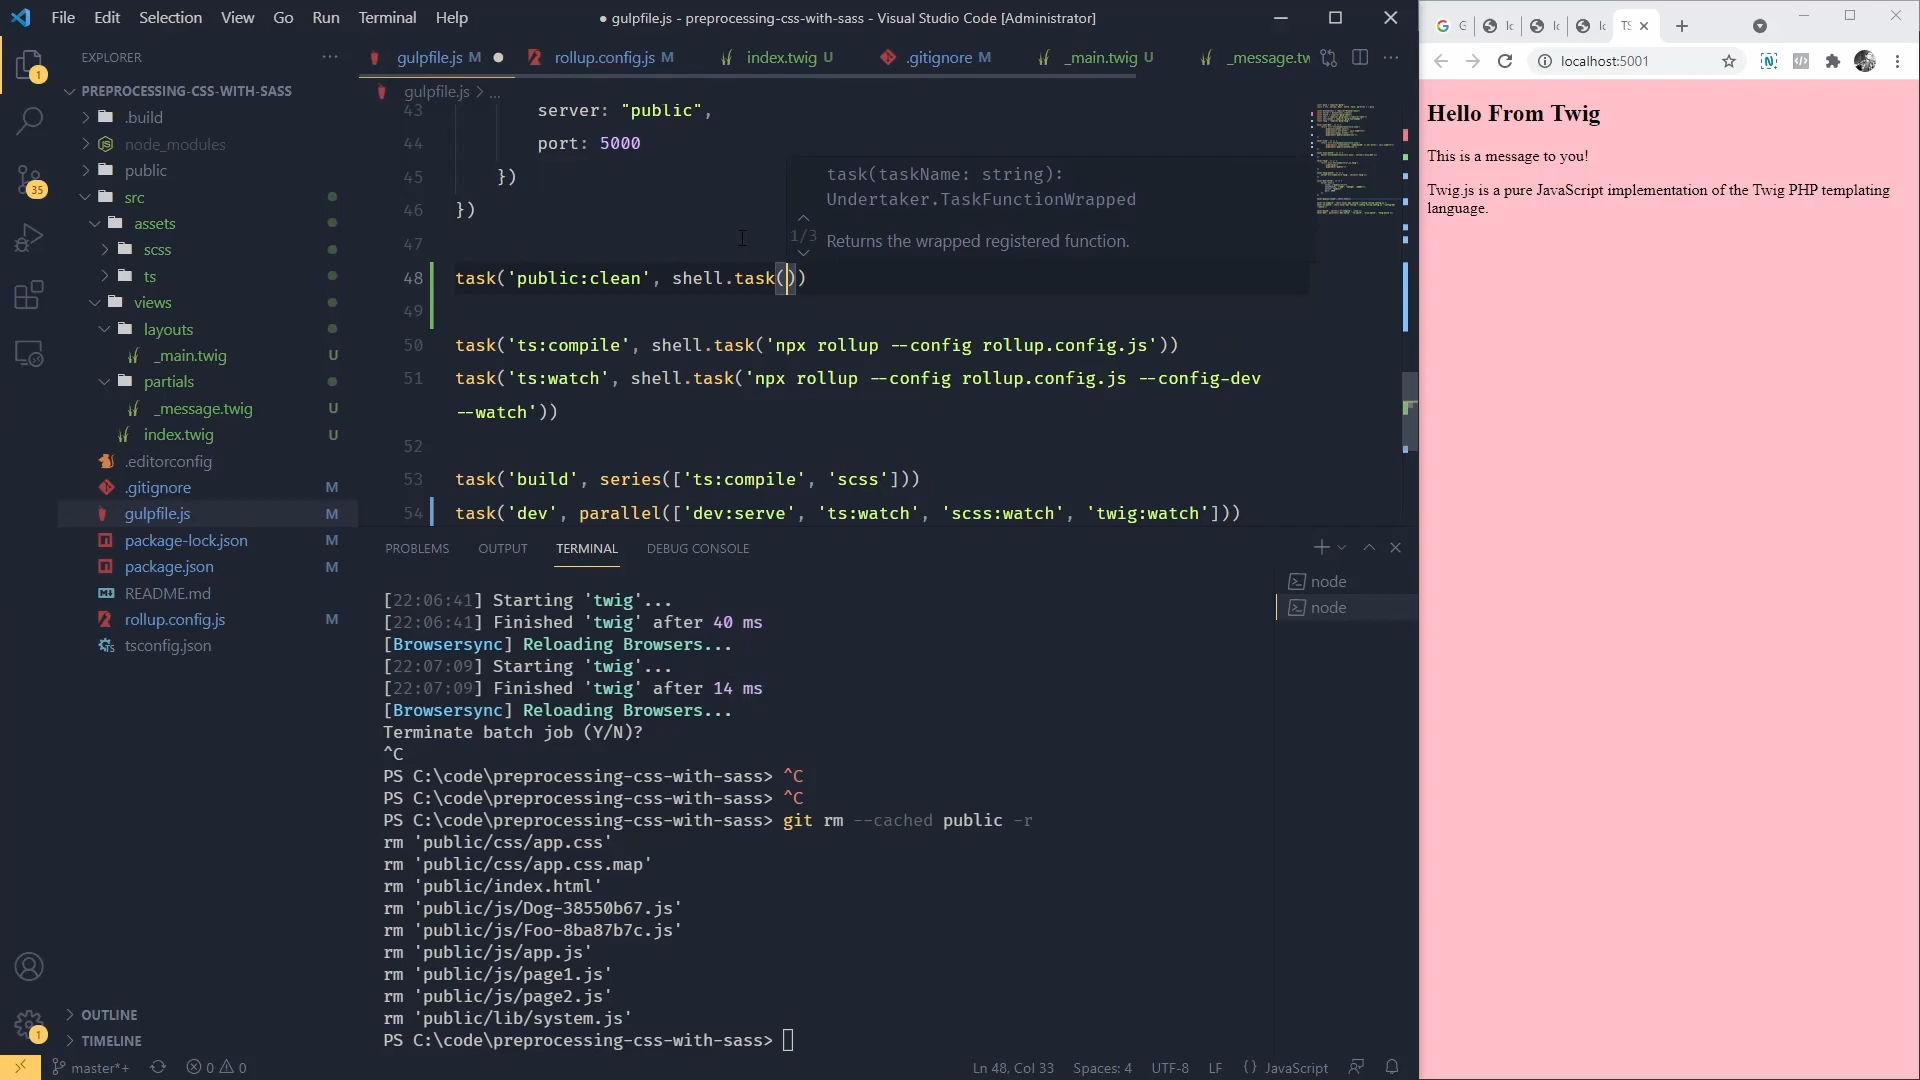 File Edit Selection View Go Run Terminal Help
● gulpfile.js - preprocessing-css-with-sass - Visual Studio Code [Administrator]
EXPLORER
PREPROCESSING-CSS-WITH-SASS
.build
node_modules
public
src
assets
scss
ts
views
layouts
_main.twig U
partials
_message.twig U
index.twig U
.editorconfig
.gitignore M
gulpfile.js M
package-lock.json M
package.json M
README.md
rollup.config.js M
tsconfig.json
OUTLINE
TIMELINE
1
35
1
gulpfile.js M ● rollup.config.js M index.twig U .gitignore M _main.twig U _message.tw
gulpfile.js > ...
43 server: "public",
44 port: 5000
45 })
46 })
47
48 task('public:clean', shell.task())
49
50 task('ts:compile', shell.task('npx rollup --config rollup.config.js'))
51 task('ts:watch', shell.task('npx rollup --config rollup.config.js --config-dev
--watch'))
52
53 task('build', series(['ts:compile', 'scss']))
54 task('dev', parallel(['dev:serve', 'ts:watch', 'scss:watch', 'twig:watch']))
task(taskName: string):
Undertaker.TaskFunctionWrapped
1/3
Returns the wrapped registered function.
PROBLEMS OUTPUT TERMINAL DEBUG CONSOLE
node
node
[22:06:41] Starting 'twig'...
[22:06:41] Finished 'twig' after 40 ms
[Browsersync] Reloading Browsers...
[22:07:09] Starting 'twig'...
[22:07:09] Finished 'twig' after 14 ms
[Browsersync] Reloading Browsers...
Terminate batch job (Y/N)?
^C
PS C:\code\preprocessing-css-with-sass> ^C
PS C:\code\preprocessing-css-with-sass> ^C
PS C:\code\preprocessing-css-with-sass> git rm --cached public -r
rm 'public/css/app.css'
rm 'public/css/app.css.map'
rm 'public/index.html'
rm 'public/js/Dog-38550b67.js'
rm 'public/js/Foo-8ba87b7c.js'
rm 'public/js/app.js'
rm 'public/js/page1.js'
rm 'public/js/page2.js'
rm 'public/lib/system.js'
PS C:\code\preprocessing-css-with-sass>
master*+ 0 0 Ln 48, Col 33 Spaces: 4 UTF-8 LF {} JavaScript
TS
localhost:5001
Hello From Twig
This is a message to you!
Twig.js is a pure JavaScript implementation of the Twig PHP templating
language.